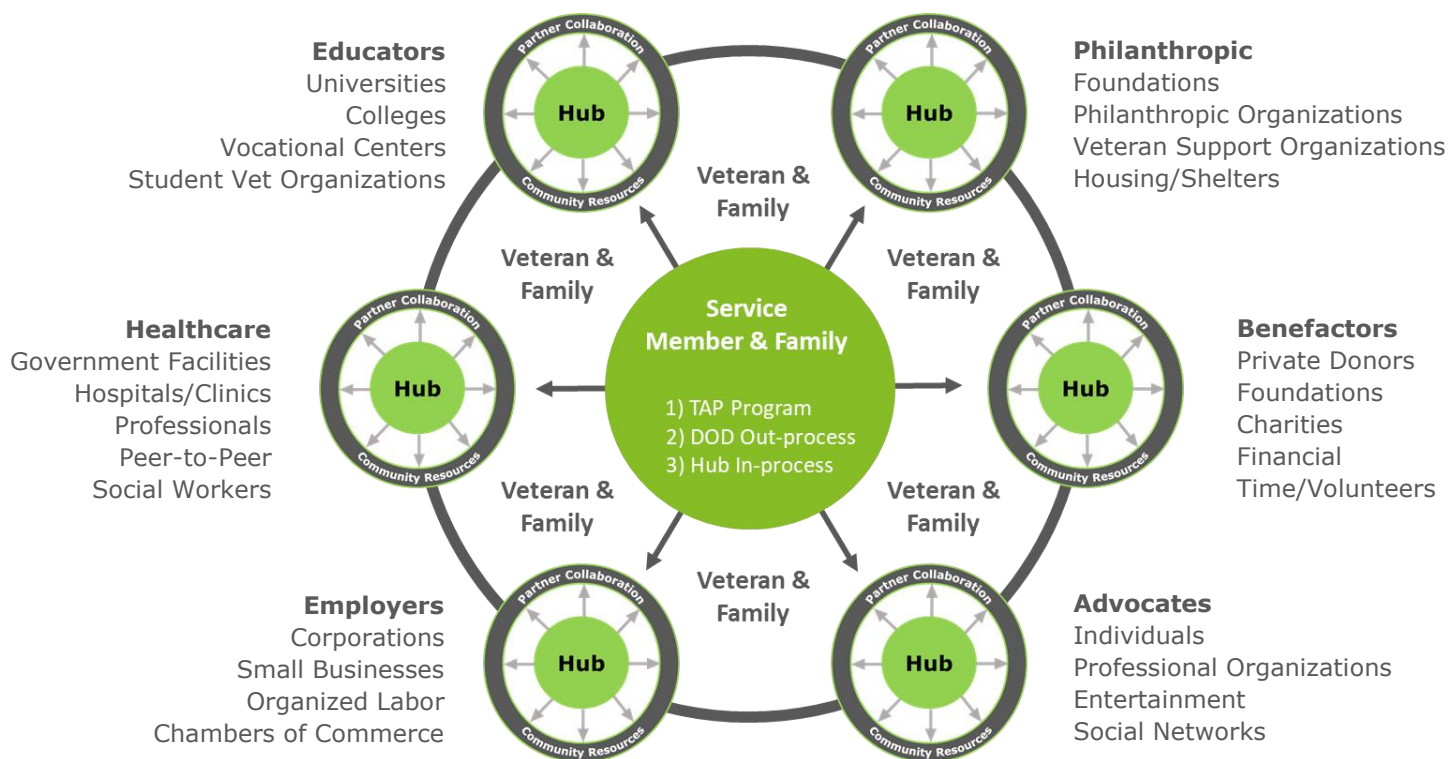 Educators
Universities
Colleges
Vocational Centers
Student Vet Organizations
Partner Collaboration
Hub
Community Resources
Partner Collaboration
Hub
Community Resources
Philanthropic
Foundations
Philanthropic Organizations
Veteran Support Organizations
Housing/Shelters
Veteran &
Family
Veteran &
Family
Veteran &
Family
Healthcare
Government Facilities
Hospitals/Clinics
Professionals
Peer-to-Peer
Social Workers
Partner Collaboration
Hub
Community Resources
Service
Member & Family
1) TAP Program
2) DOD Out-process
3) Hub In-process
Partner Collaboration
Hub
Community Resources
Benefactors
Private Donors
Foundations
Charities
Financial
Time/Volunteers
Veteran &
Family
Veteran &
Family
Veteran &
Family
Employers
Corporations
Small Businesses
Organized Labor
Chambers of Commerce
Partner Collaboration
Hub
Community Resources
Partner Collaboration
Hub
Community Resources
Advocates
Individuals
Professional Organizations
Entertainment
Social Networks